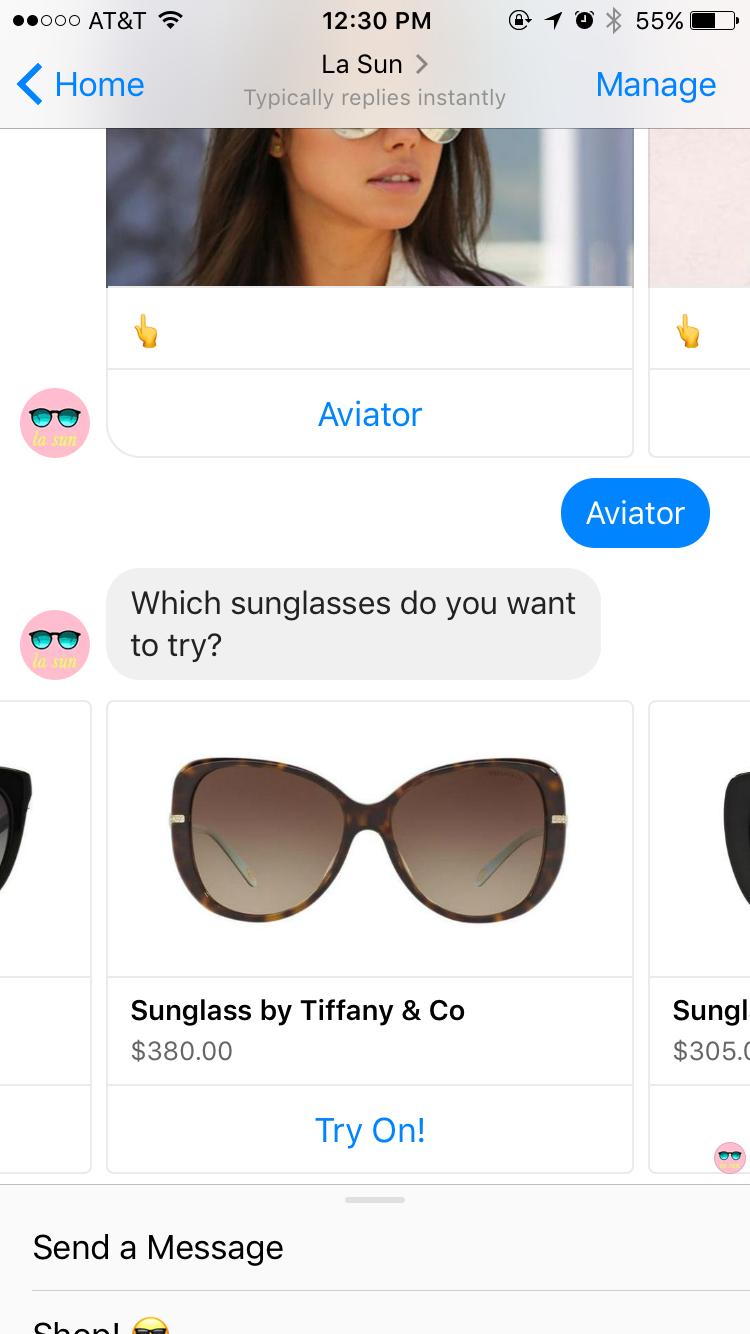 AT&T 12:30 PM 55%
Home La Sun Manage
Typically replies instantly
Aviator
la sun
Aviator
Which sunglasses do you want
to try?
la sun
Sunglass by Tiffany & Co
$380.00
Sungl
$305.0
Try On!
Send a Message
Shop!